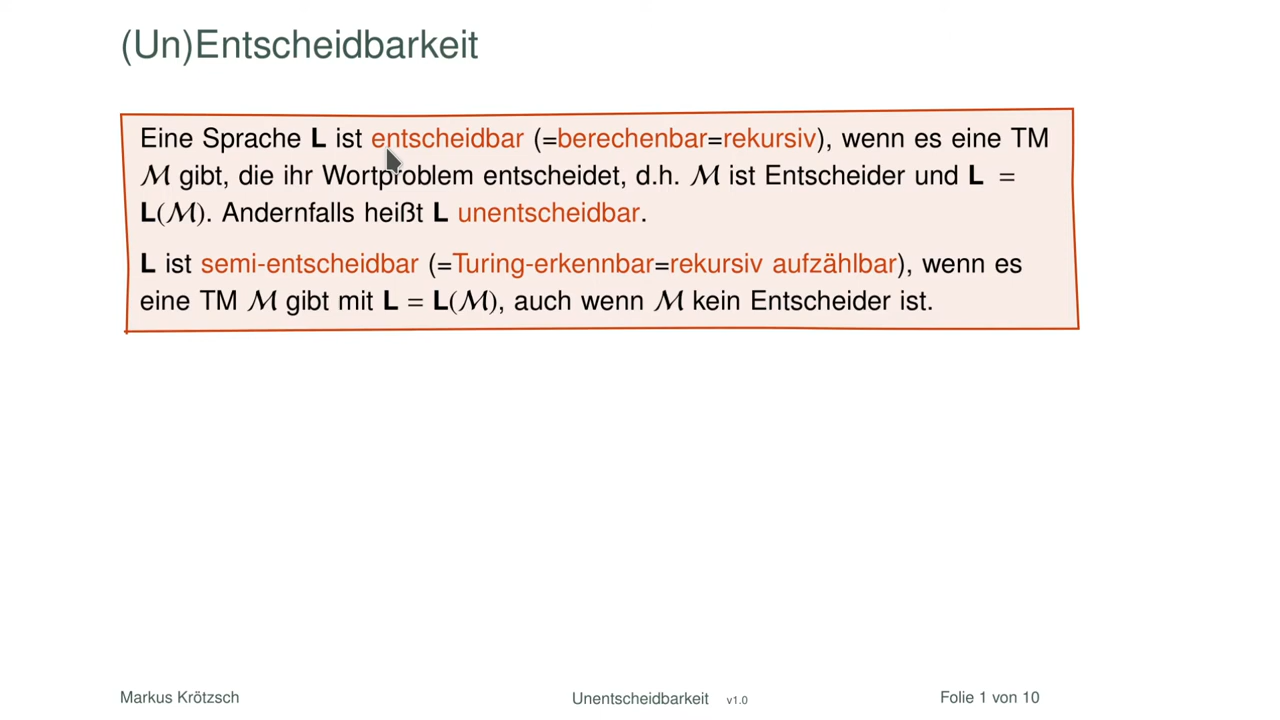 (Un)Entscheidbarkeit
Eine Sprache L ist entscheidbar (=berechenbar=rekursiv), wenn es eine TM
ℳ gibt, die ihr Wortproblem entscheidet, d.h. ℳ ist Entscheider und L =
L(ℳ). Andernfalls heißt L unentscheidbar.
L ist semi-entscheidbar (=Turing-erkennbar=rekursiv aufzählbar), wenn es
eine TM ℳ gibt mit L = L(ℳ), auch wenn ℳ kein Entscheider ist.
Markus Krötzsch Unentscheidbarkeit v1.0 Folie 1 von 10